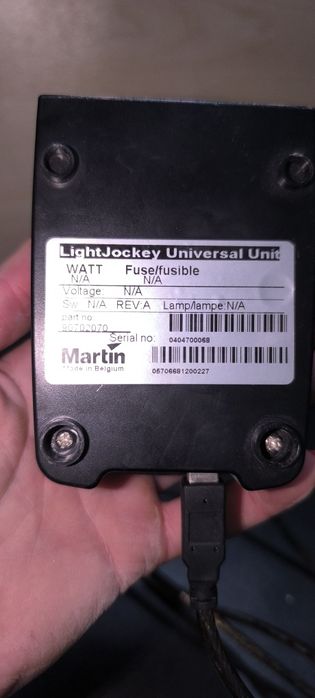 LightJockey Universal Unit
WATT Fuse/fusible
N/A N/A
Voltage: N/A
Sw: N/A REV:A Lamp/lampe:N/A
part no
90702070
Serial no: 0404700058
Martin
Made in Belgium
05706681200227